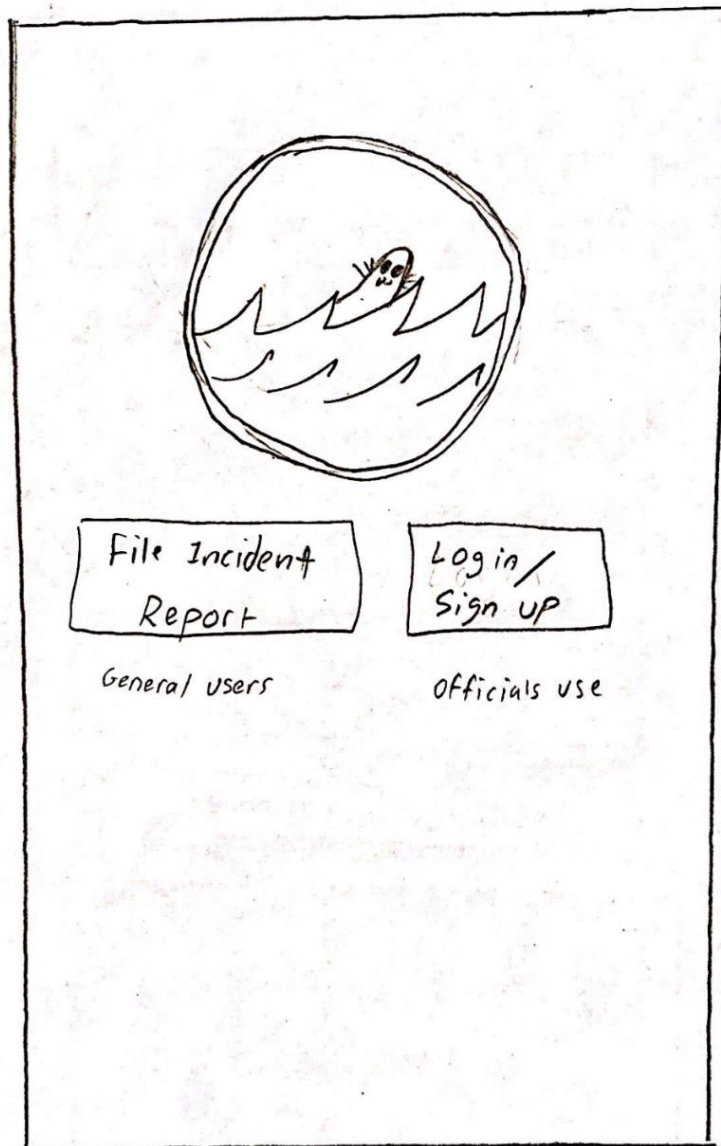 File Incident
Report
Login/
Sign up
General users
Officials use